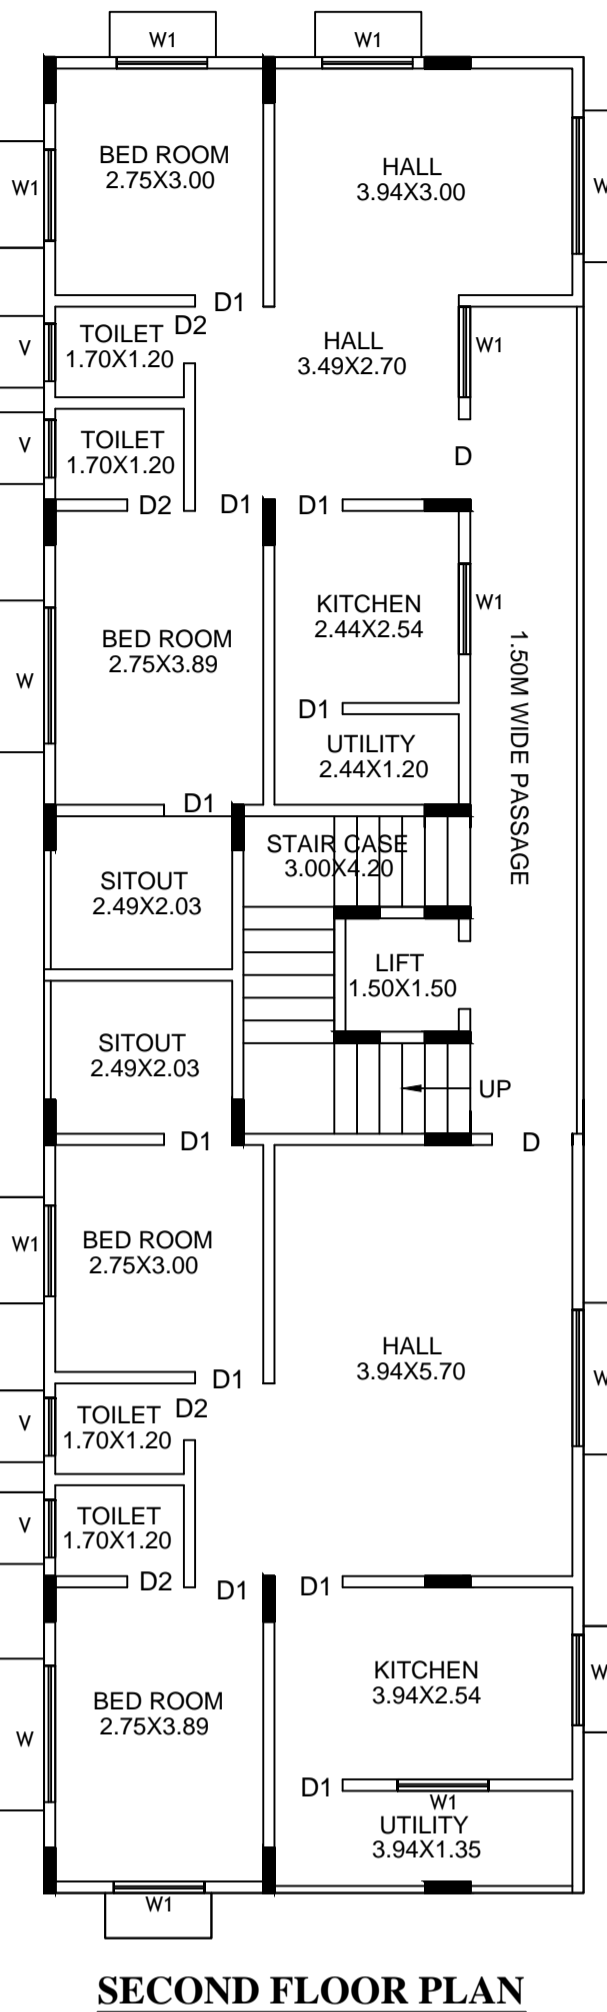 W1
W1
BED ROOM
2.75X3.00
HALL
3.94X3.00
W1
W
D1
TOILET
1.70X1.20
D2
HALL
3.49X2.70
W1
V
TOILET
1.70X1.20
V
D
D2
D1
D1
KITCHEN
2.44X2.54
W1
BED ROOM
2.75X3.89
W
1.50M WIDE PASSAGE
D1
UTILITY
2.44X1.20
D1
STAIR CASE
3.00X4.20
SITOUT
2.49X2.03
LIFT
1.50X1.50
SITOUT
2.49X2.03
UP
D1
D
BED ROOM
2.75X3.00
W1
HALL
3.94X5.70
W
D1
TOILET
1.70X1.20
D2
V
TOILET
1.70X1.20
V
D2
D1
D1
KITCHEN
3.94X2.54
W
BED ROOM
2.75X3.89
W
D1
W1
UTILITY
3.94X1.35
W1
SECOND FLOOR PLAN